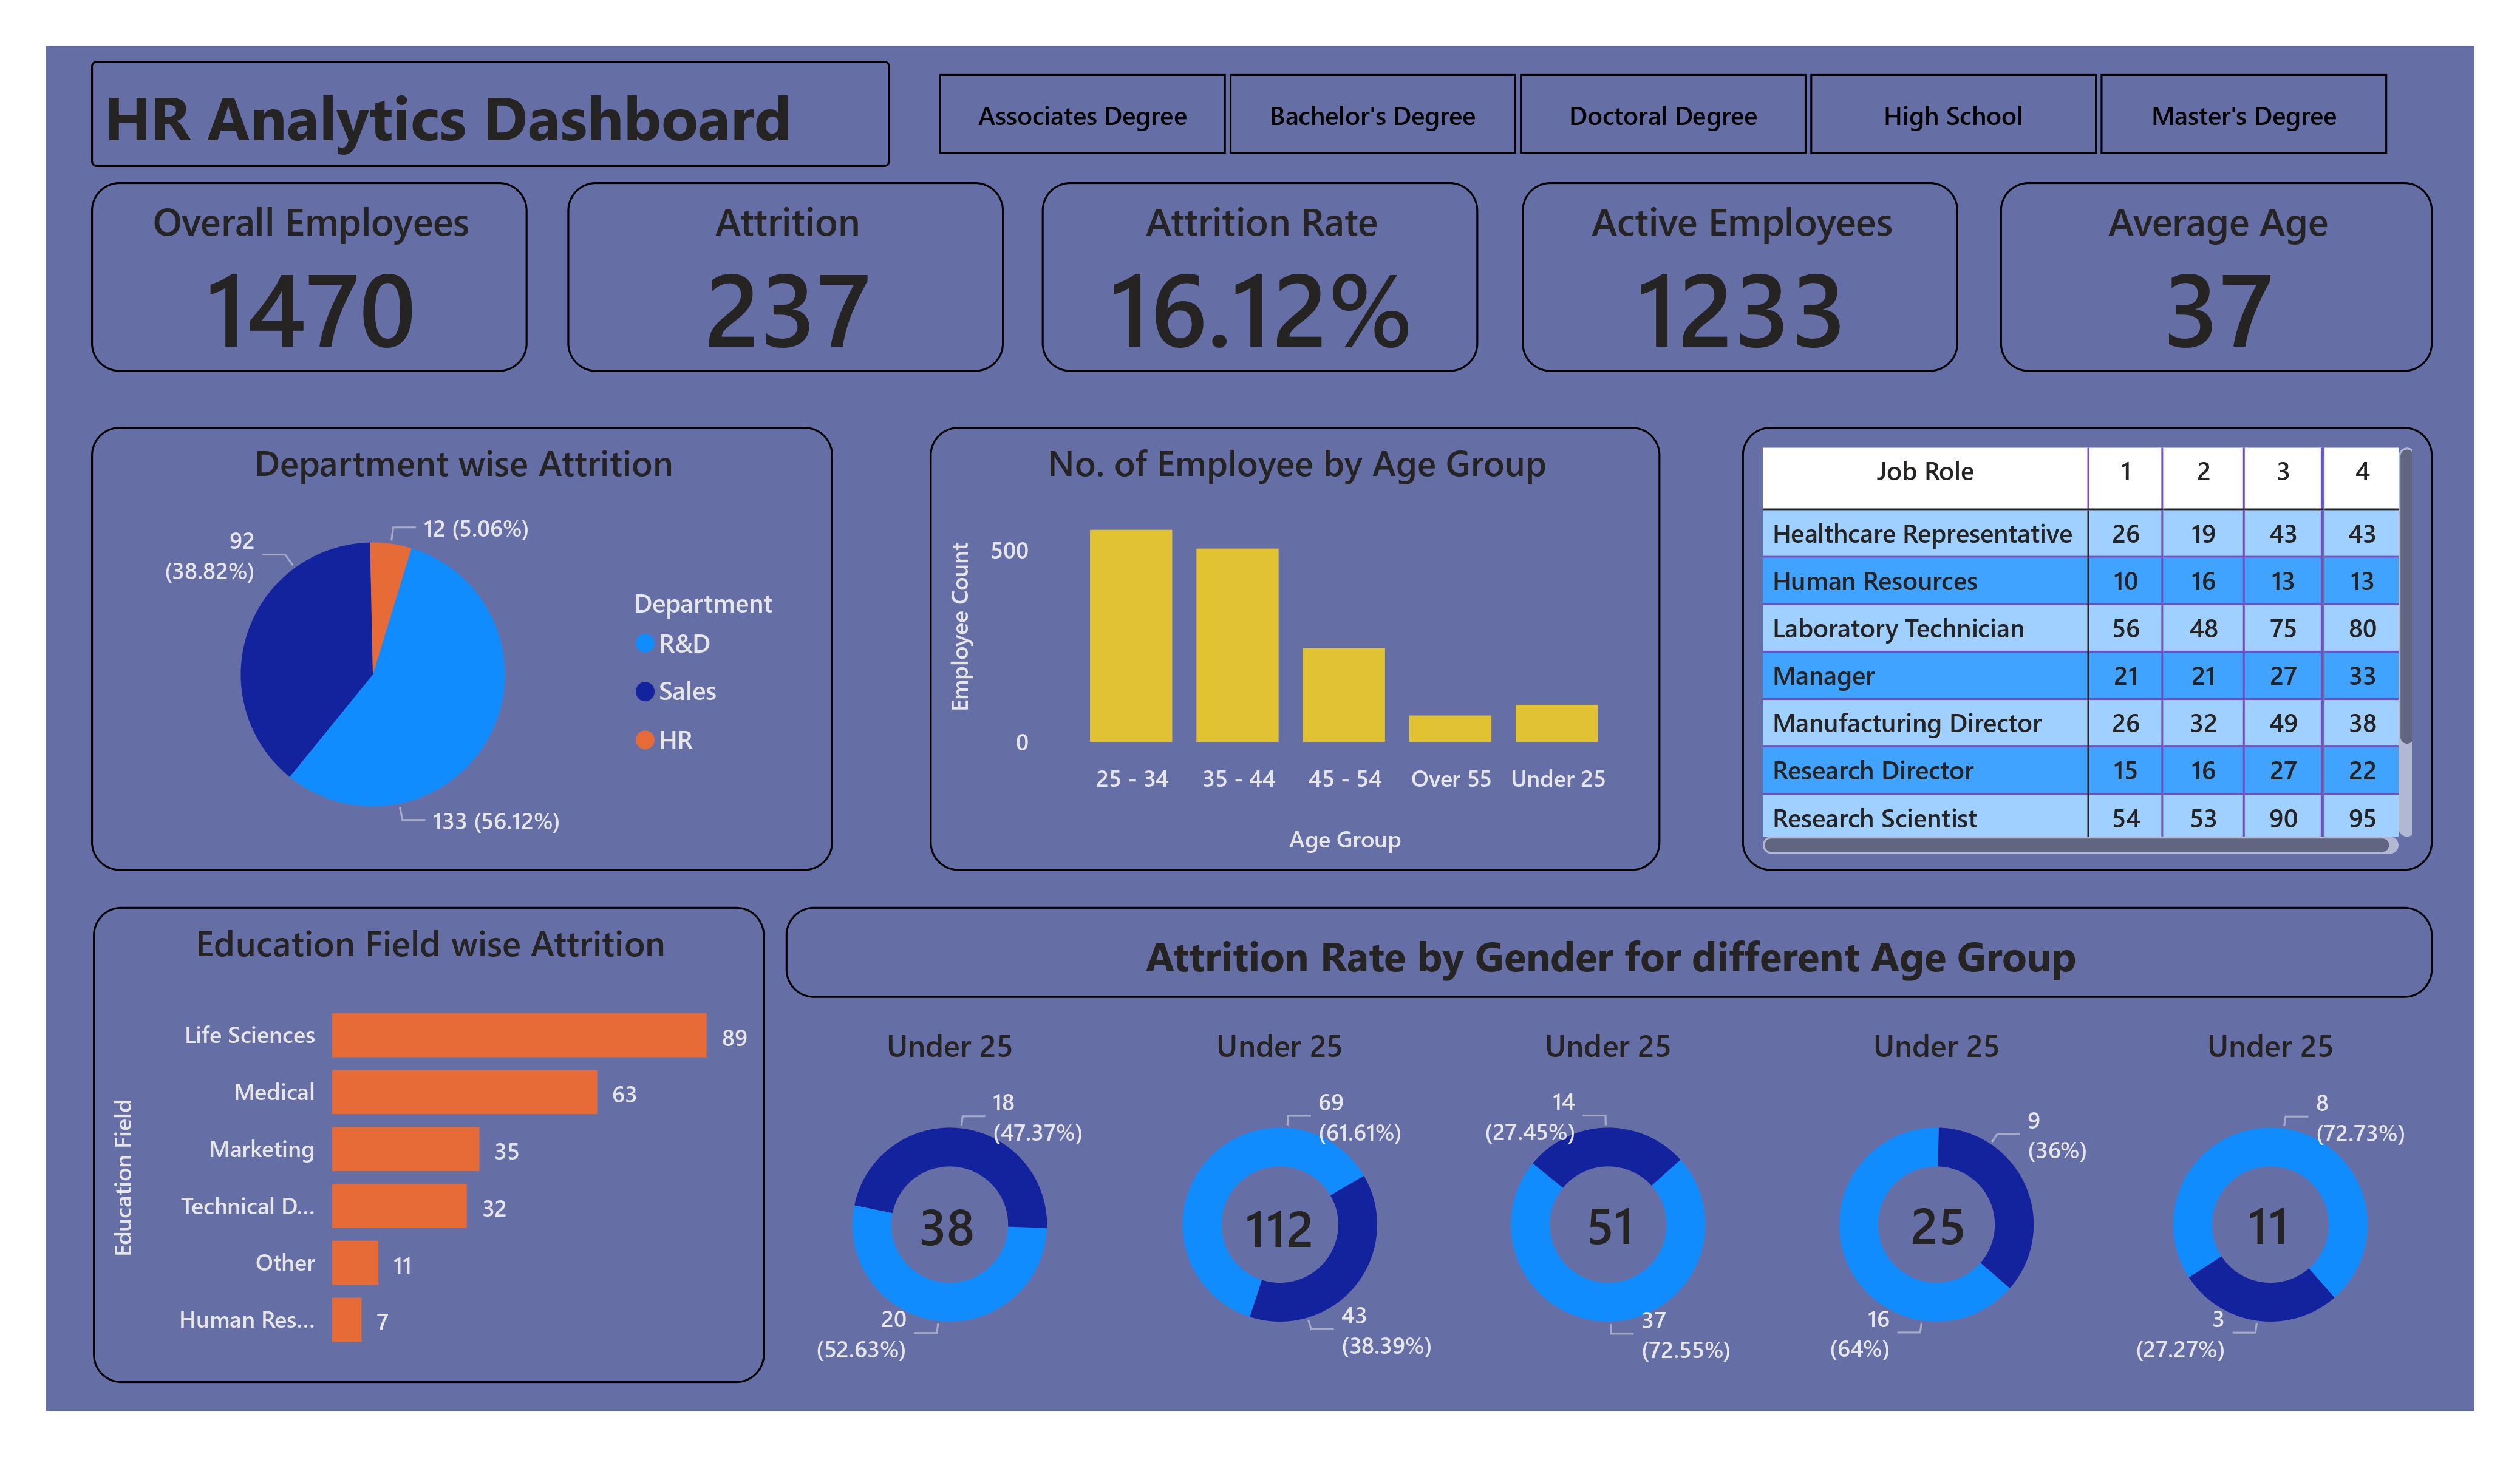 HR Analytics Dashboard
Associates Degree
Bachelor's Degree
Doctoral Degree
High School
Master's Degree
Overall Employees
1470
Attrition
237
Attrition Rate
16.12%
Active Employees
1233
Average Age
37
Department wise Attrition
12 (5.06%)
92
(38.82%)
133 (56.12%)
Department
R&D
Sales
HR
No. of Employee by Age Group
Employee Count
500
0
25 - 34
35 - 44
45 - 54
Over 55
Under 25
Age Group
Job Role 1 2 3 4
Healthcare Representative 26 19 43 43
Human Resources 10 16 13 13
Laboratory Technician 56 48 75 80
Manager 21 21 27 33
Manufacturing Director 26 32 49 38
Research Director 15 16 27 22
Research Scientist 54 53 90 95
Education Field wise Attrition
Education Field
Life Sciences 89
Medical 63
Marketing 35
Technical D... 32
Other 11
Human Res... 7
Attrition Rate by Gender for different Age Group
Under 25
18
(47.37%)
38
20
(52.63%)
Under 25
69
(61.61%)
112
43
(38.39%)
Under 25
14
(27.45%)
51
37
(72.55%)
Under 25
9
(36%)
25
16
(64%)
Under 25
8
(72.73%)
11
3
(27.27%)